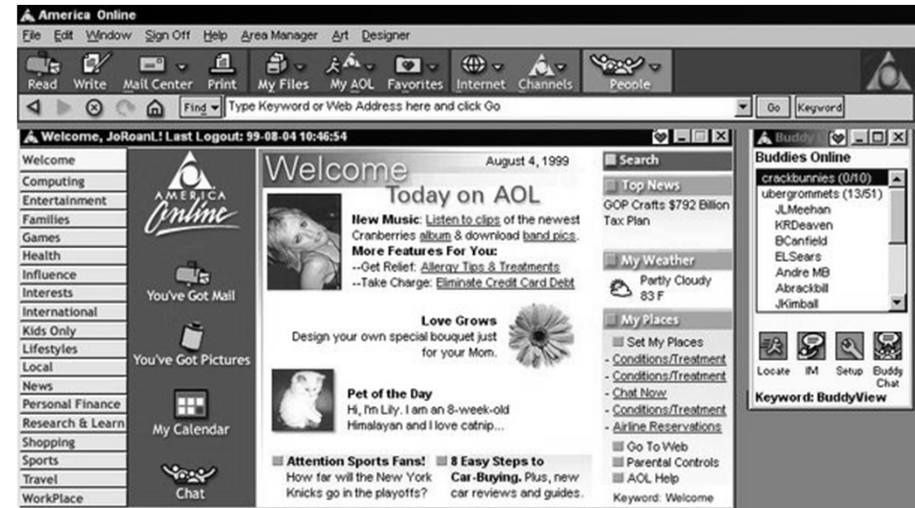 America Online
File Edit Window Sign Off Help Area Manager Art Designer
Read Write Mail Center Print My Files My AOL Favorites Internet Channels People
Find Type Keyword or Web Address here and click Go Go Keyword
Welcome, JoRoanL! Last Logout: 99-08-04 10:46:54
Welcome
Computing
Entertainment
Families
Games
Health
Influence
Interests
International
Kids Only
Lifestyles
Local
News
Personal Finance
Research & Learn
Shopping
Sports
Travel
WorkPlace
AMERICA
Online
You've Got Mail
You've Got Pictures
My Calendar
Chat
Welcome
August 4, 1999
Today on AOL
New Music: Listen to clips of the newest
Cranberries album & download band pics.
More Features For You:
--Get Relief: Allergy Tips & Treatments
--Take Charge: Eliminate Credit Card Debt
Love Grows
Design your own special bouquet just
for your Mom.
Pet of the Day
Hi, I'm Lily. I am an 8-week-old
Himalayan and I love catnip...
Attention Sports Fans!
How far will the New York
Knicks go in the playoffs?
8 Easy Steps to
Car-Buying. Plus, new
car reviews and guides.
Search
Top News
GOP Crafts $792 Billion
Tax Plan
My Weather
Partly Cloudy
83 F
My Places
Set My Places
- Conditions/Treatment
- Conditions/Treatment
- Chat Now
- Conditions/Treatment
- Airline Reservations
Go To Web
Parental Controls
AOL Help
Keyword: Welcome
Buddy
Buddies Online
crackbunnies (0/10)
ubergrommets (13/51)
JLMeehan
KRDeaven
BCanfield
ELSears
Andre MB
Abrackbill
JKimball
Locate IM Setup Buddy
Chat
Keyword: BuddyView